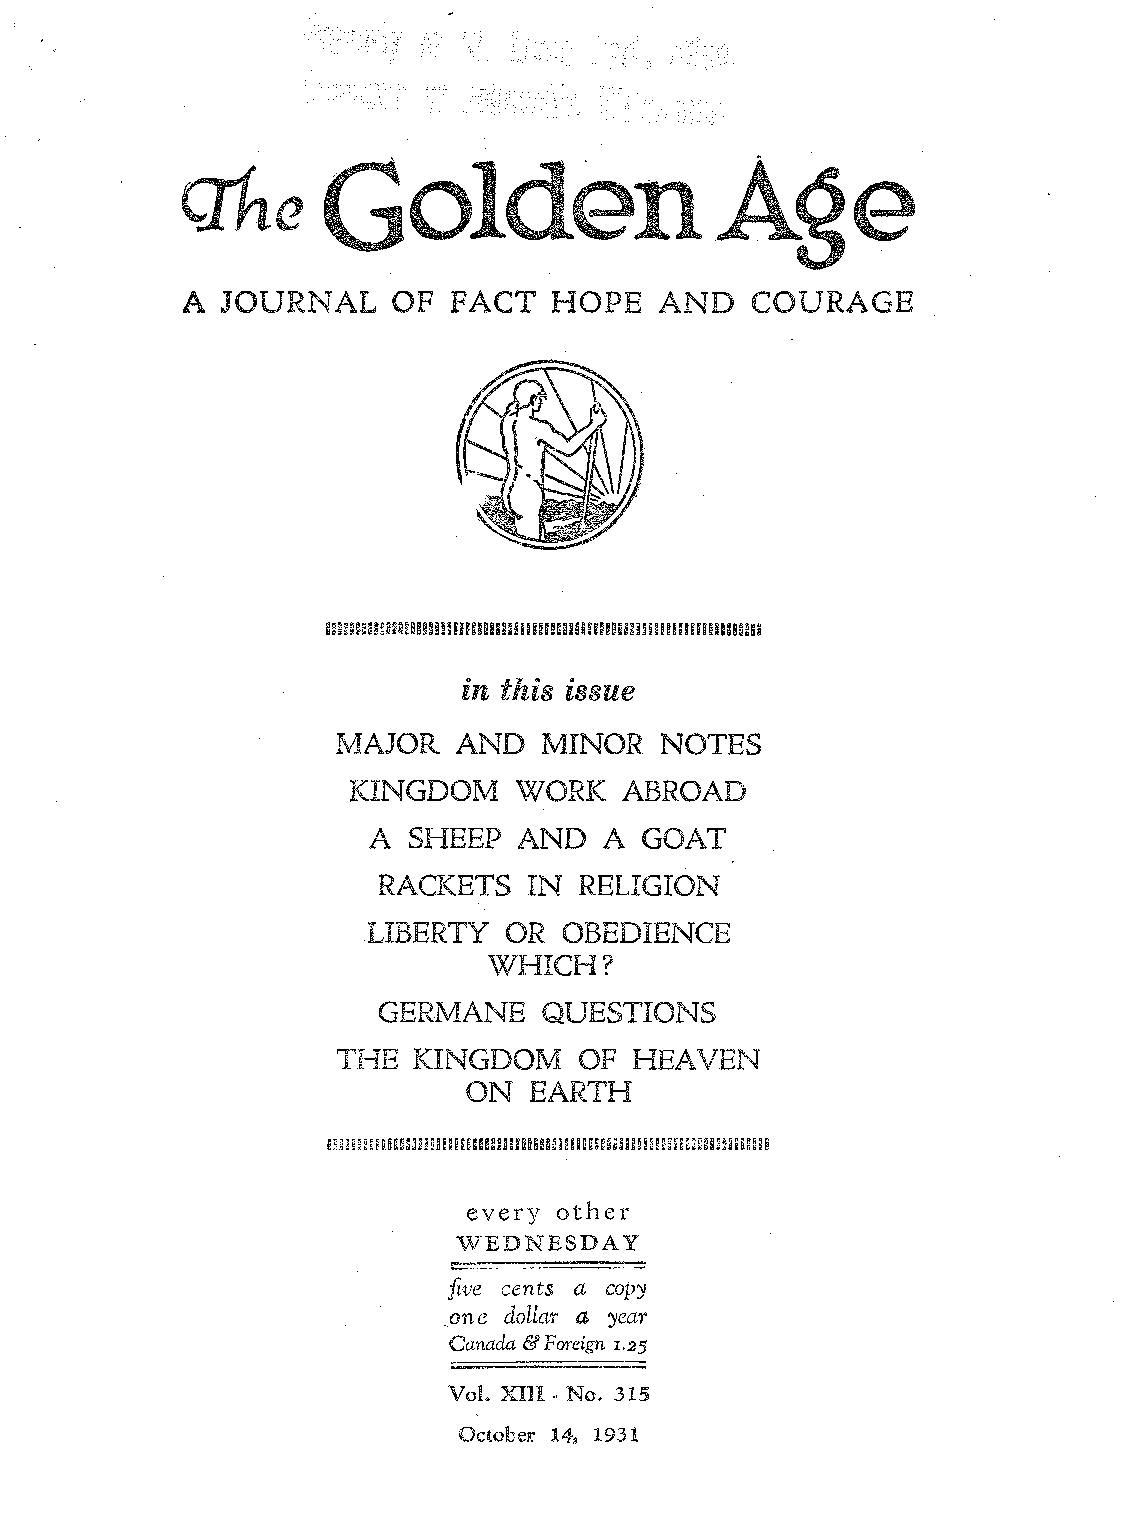 The Golden Age
A JOURNAL OF FACT HOPE AND COURAGE
in this issue
MAJOR AND MINOR NOTES
KINGDOM WORK ABROAD
A SHEEP AND A GOAT
RACKETS IN RELIGION
LIBERTY OR OBEDIENCE
WHICH?
GERMANE QUESTIONS
THE KINGDOM OF HEAVEN
ON EARTH
every other
WEDNESDAY
five cents a copy
one dollar a year
Canada & Foreign 1.25
Vol. XIII - No. 315
October 14, 1931